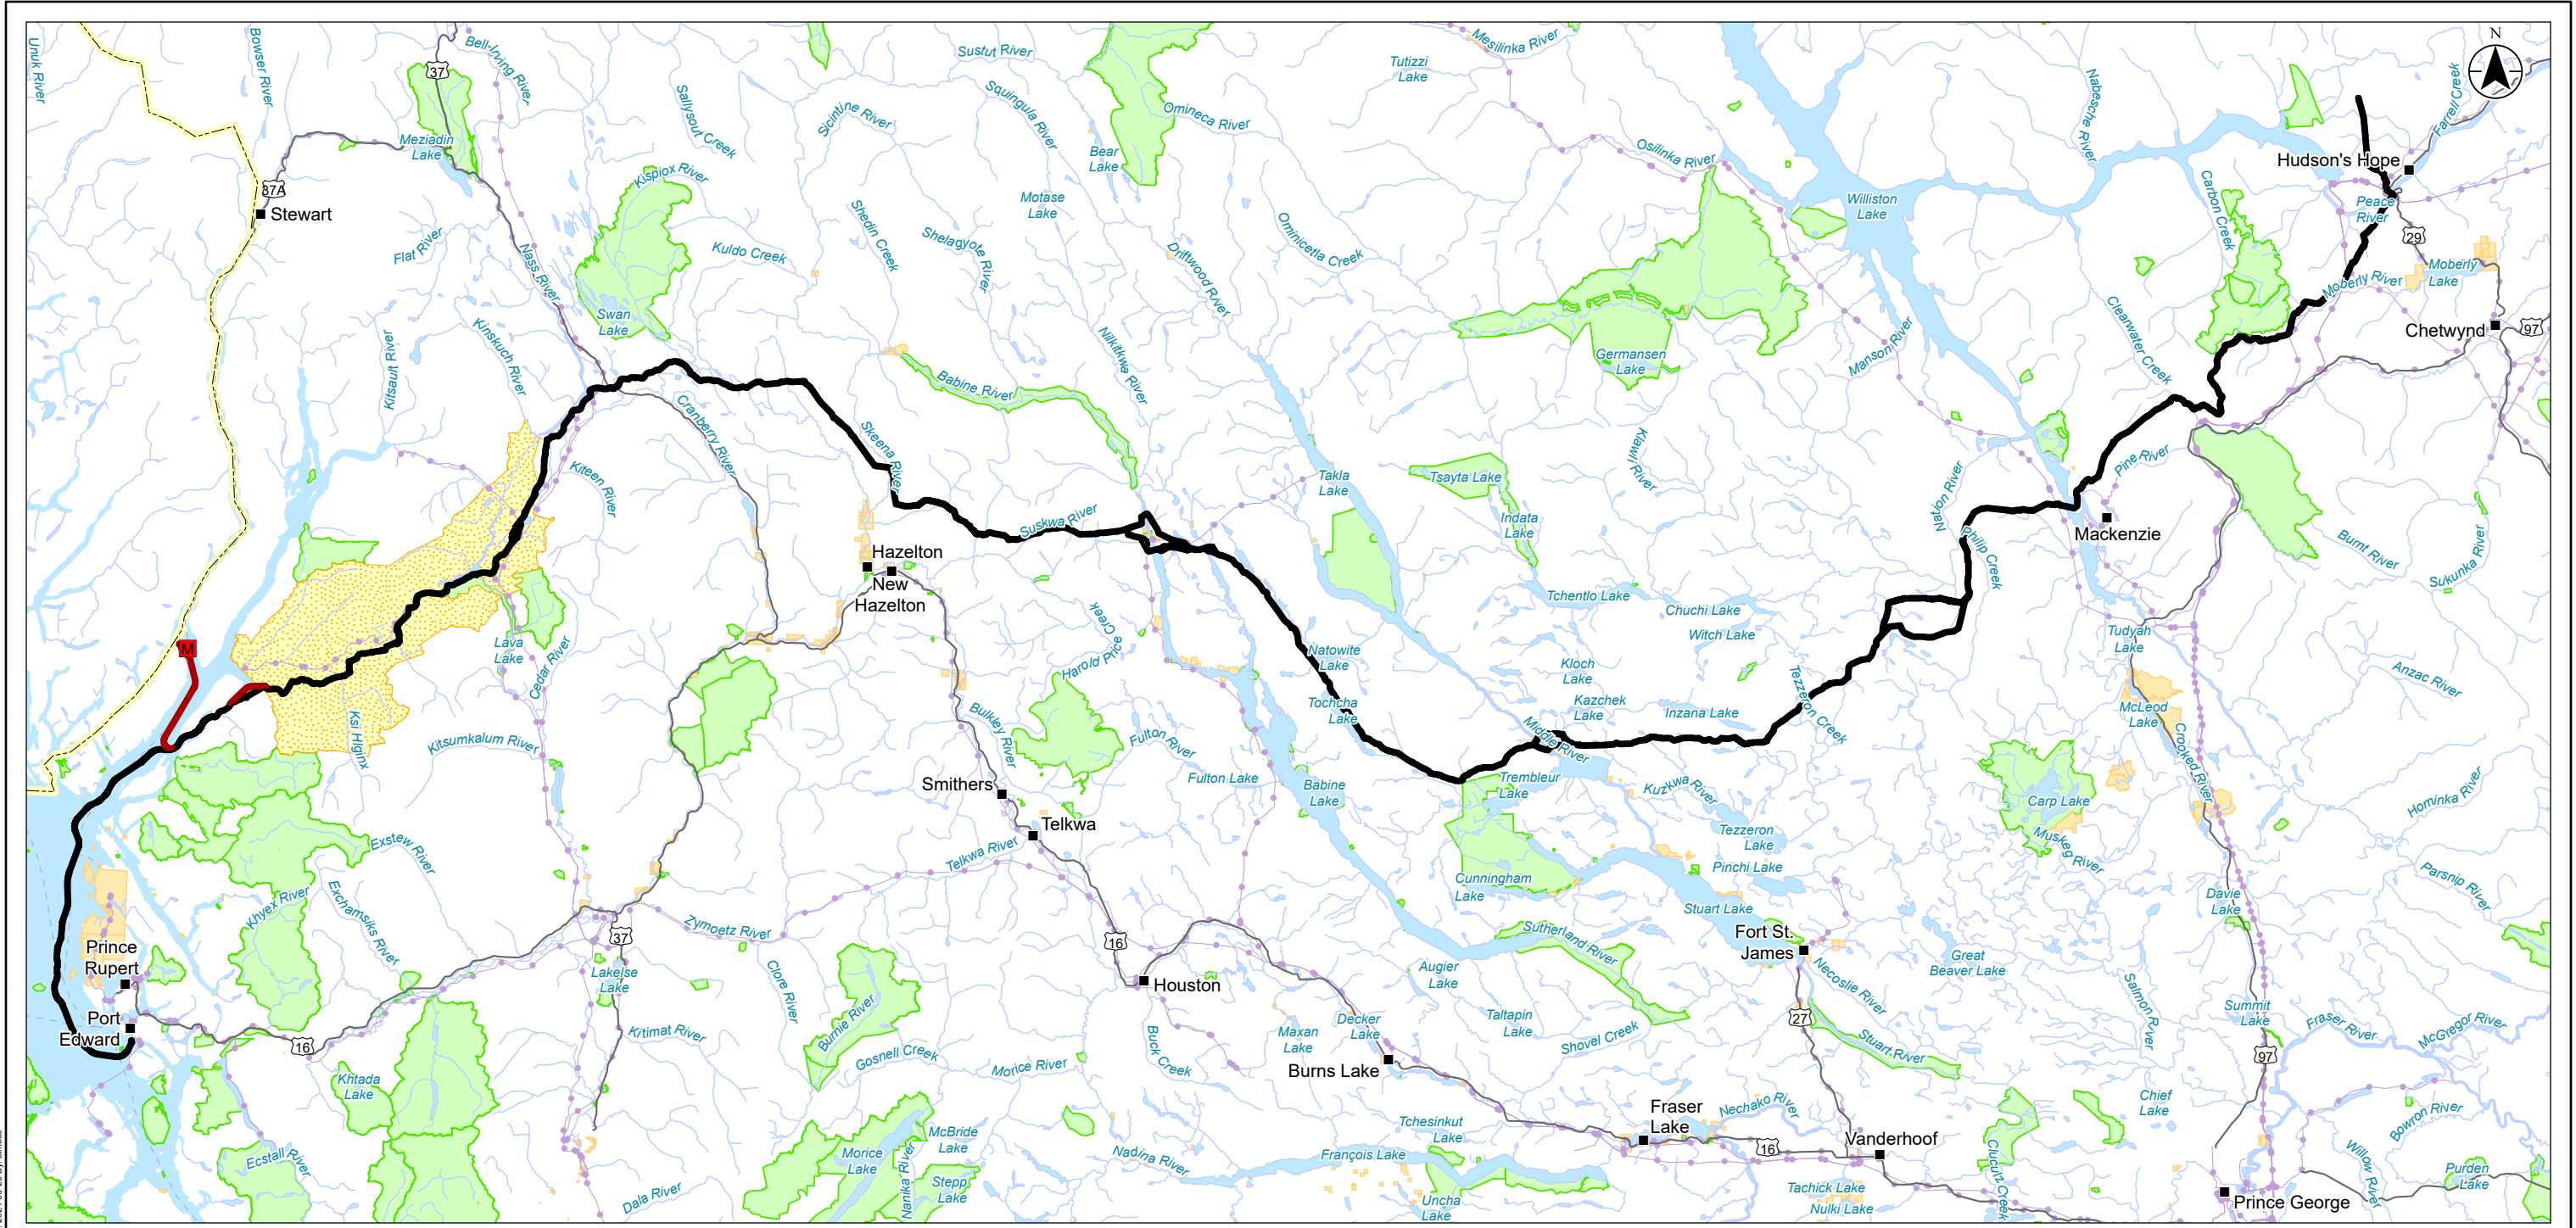 N
Unuk River
Bowser River
37
Bell-Irving River
Sustut River
Mesilinka River
Tutizzi
Lake
Nabesche River
Farrell Creek
Sallysout Creek
Sicintine River
Squingula River
Omineca River
Meziadin
Lake
Bear
Lake
Osilinka River
Hudson's Hope
Kispiox River
37A
Stewart
Motase
Lake
Williston
Lake
Carbon Creek
Peace
River
29
Flat River
Nass River
Kuldo Creek
Shedin Creek
Shelagyote River
Driftwood River
Ominicetla Creek
Moberly
Lake
Moberly River
Swan
Lake
Kitsault River
Kinskuch River
Nilkitkwa River
Germansen
Lake
Manson River
Clearwater Creek
Chetwynd
97
Babine River
Cranberry River
Skeena River
Kiteen River
Takla
Lake
Tsayta Lake
Klawli River
Nation River
Pine River
Indata
Lake
Suskwa River
Mackenzie
Philip Creek
Burnt River
Sukunka River
Hazelton
New
Hazelton
Tchentlo Lake
Chuchi Lake
Witch Lake
Tudyah
Lake
Lava
Lake
Cedar River
Harold Price Creek
Natowite
Lake
Kloch
Lake
Tezzeron Creek
Anzac River
M
Ksi Hlginx
Kitsumkalum River
Bulkley River
Fulton River
Tochcha
Lake
Kazchek
Lake
Inzana Lake
Middle River
McLeod
Lake
Crooked River
Fulton Lake
Smithers
Babine
Lake
Trembleur
Lake
Kuzkwa River
Carp Lake
Hominka River
Telkwa
Telkwa River
Exstew River
Tezzeron
Lake
Pinchi Lake
Muskeg River
Cunningham
Lake
Parsnip River
Khyex River
Exchamsiks River
Zymoetz River
Stuart Lake
Davie
Lake
37
16
Prince
Rupert
Sutherland River
Fort St.
James
Great
Beaver Lake
Lakelse
Lake
Clore River
Houston
Augier
Lake
Necoslie River
Salmon River
Port
Edward
Burnie River
Kitimat River
Maxan
Lake
Decker
Lake
Taltapin
Lake
27
Summit
Lake
Fraser River
McGregor River
16
Gosnell Creek
Morice River
Buck Creek
Shovel Creek
Stuart River
97
Burns Lake
Khtada
Lake
Fraser
Lake
Nechako River
Chief
Lake
Bowron River
McBride
Lake
Tchesinkut
Lake
Vanderhoof
16
Ecstall River
Morice
Lake
Nanika River
Nadina River
François Lake
Cluculz Creek
Willow River
Stepp
Lake
Purden
Lake
Dala River
Uncha
Lake
Tachick Lake
Nulki Lake
Prince George